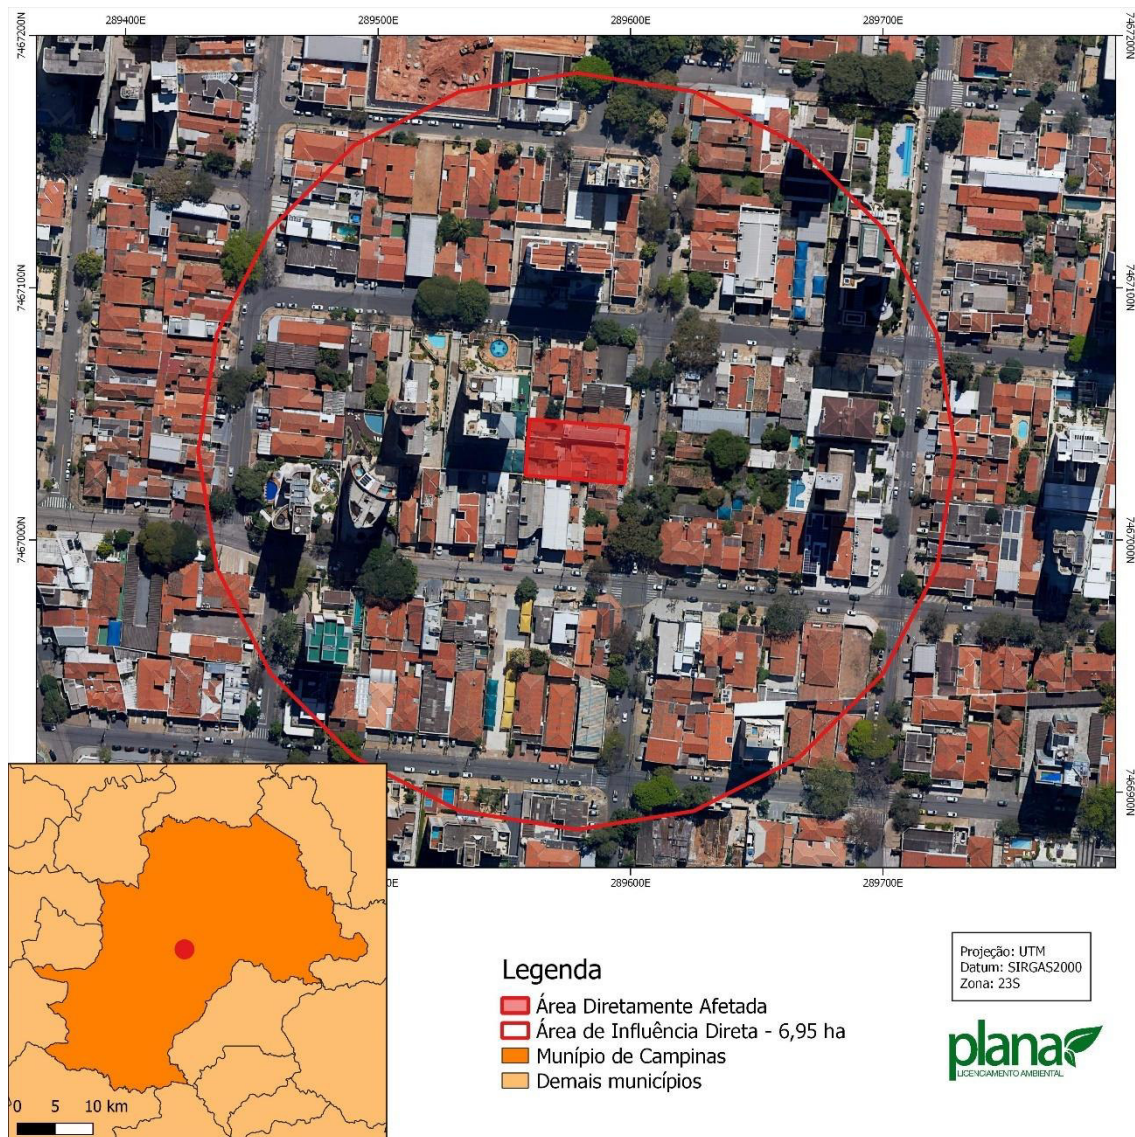 289400E 289500E 289600E 289700E
7467200N 7467200N
7467100N 7467100N
7467000N 7467000N
7466900N
00E 289600E 289700E
Legenda
Área Diretamente Afetada
Área de Influência Direta - 6,95 ha
Munípio de Campinas
Demais municípios
0 5 10 km
Projeção: UTM
Datum: SIRGAS2000
Zona: 23S
plana
LICENCIAMENTO AMBIENTAL